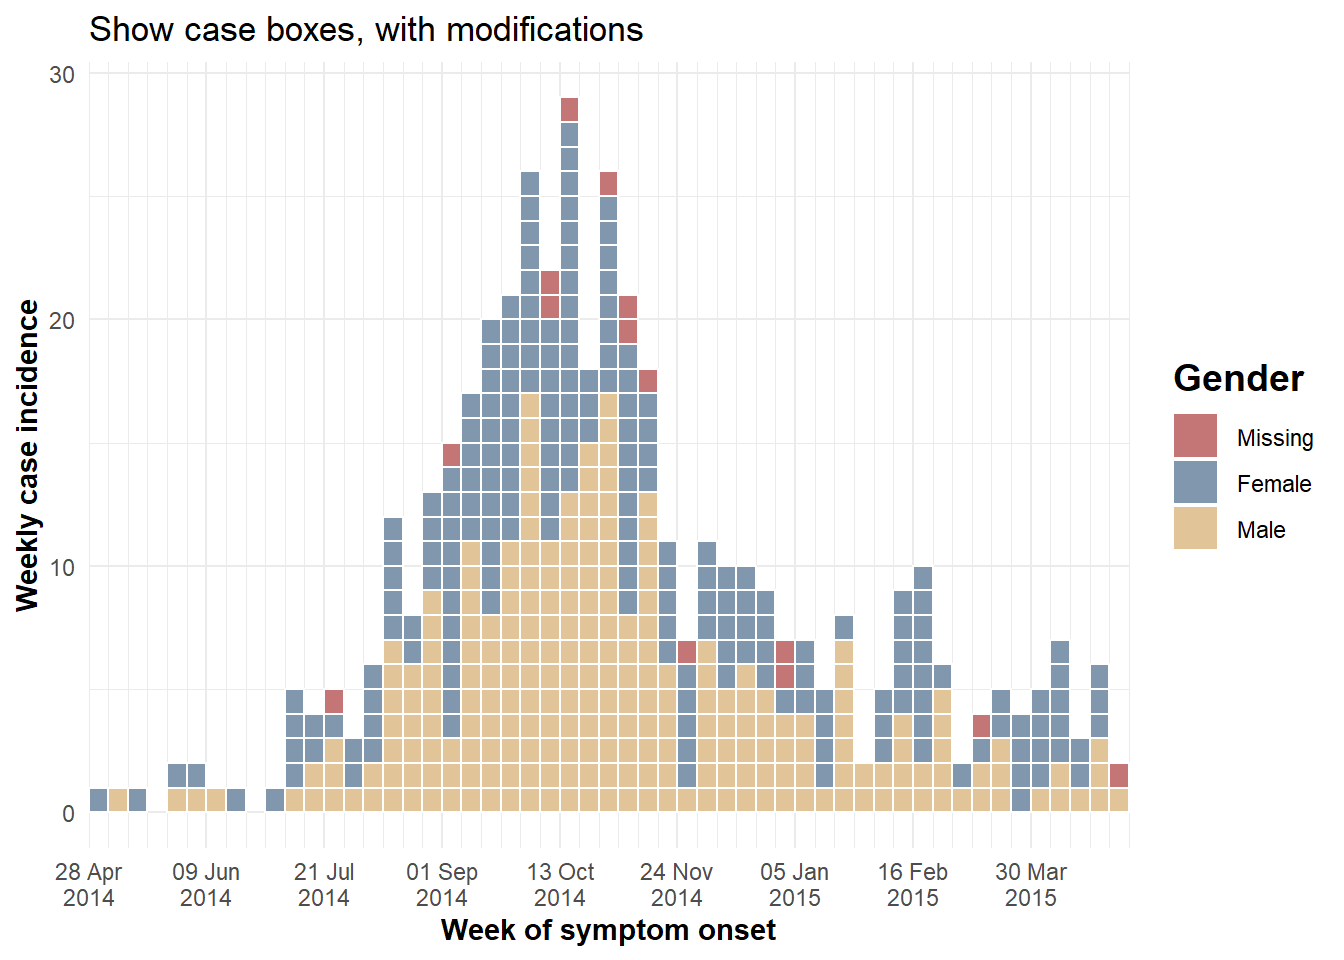 Show case boxes, with modifications
30
20
10
0
Weekly case incidence
28 Apr 09 Jun 21 Jul 01 Sep 13 Oct 24 Nov 05 Jan 16 Feb 30 Mar
2014 2014 2014 2014 2014 2014 2015 2015 2015
Week of symptom onset
Gender
Missing
Female
Male